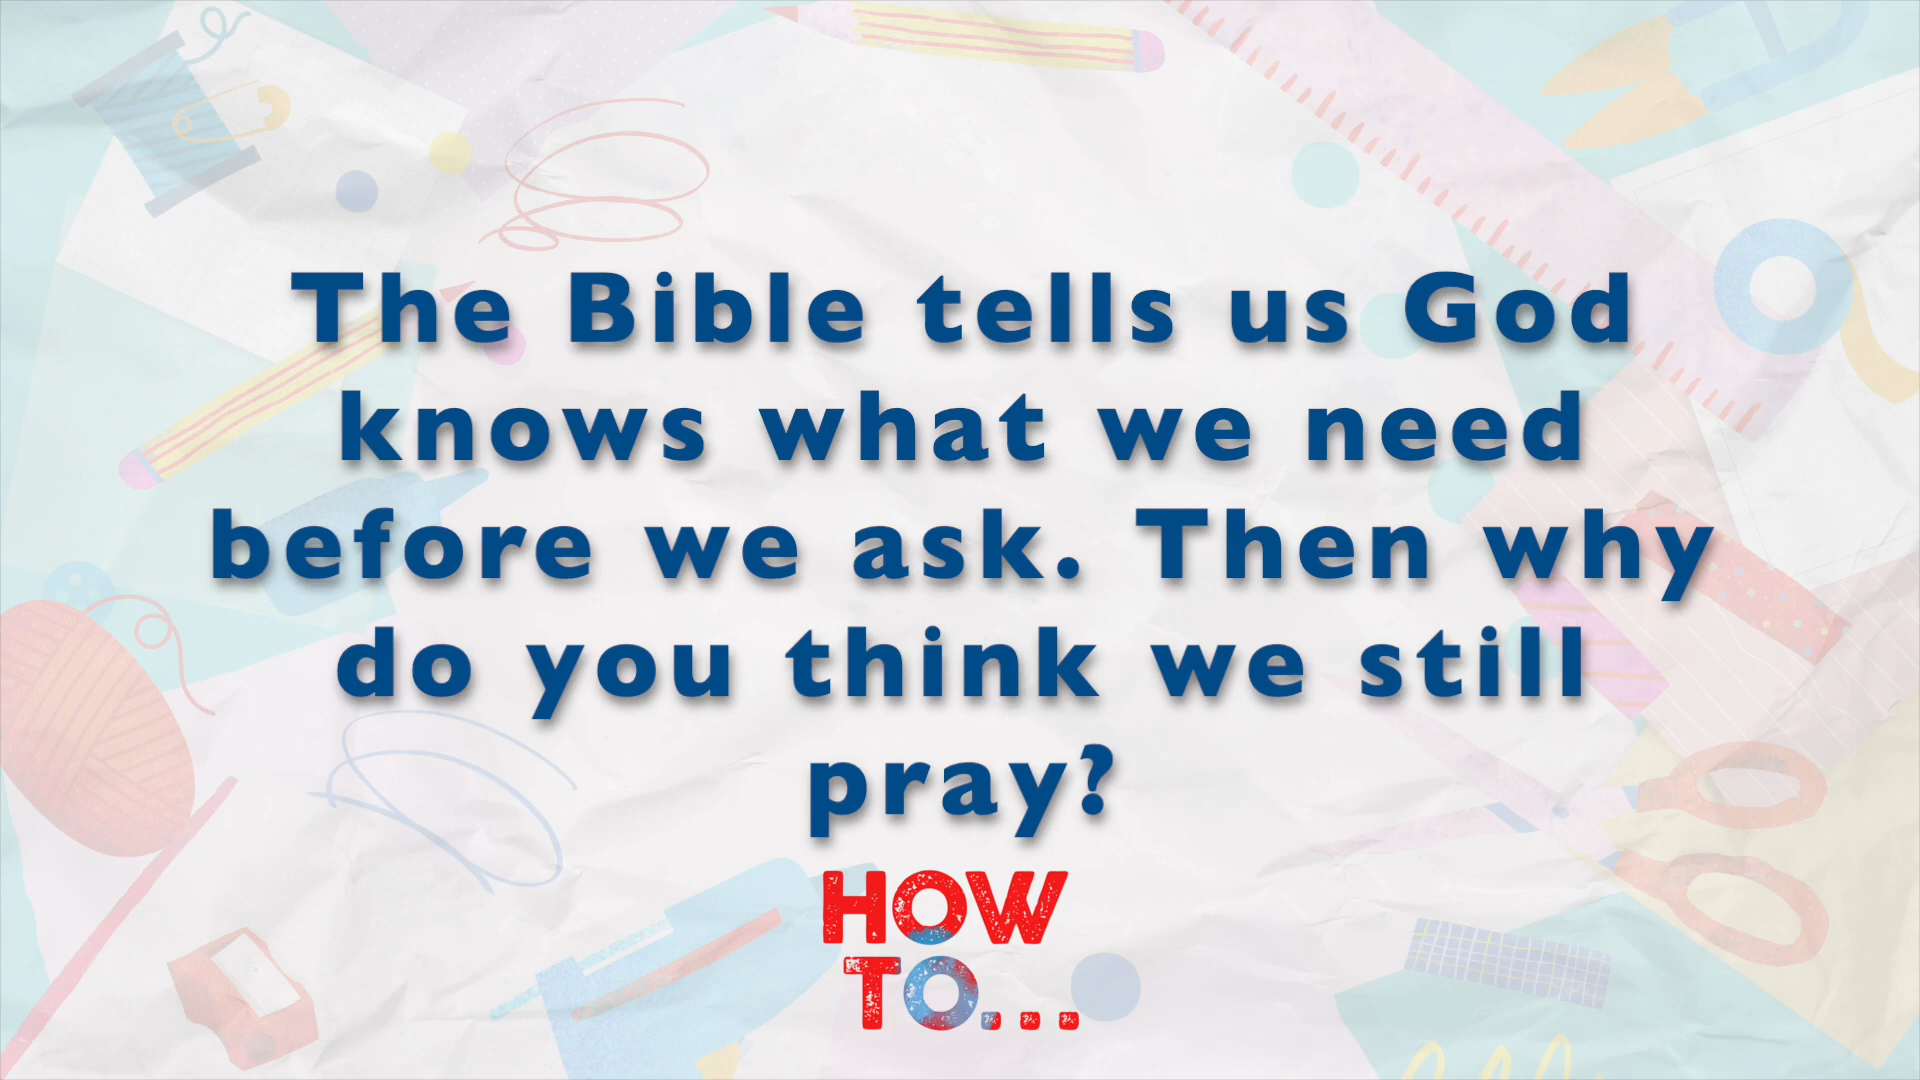 The Bible tells us God
knows what we need
before we ask. Then why
do you think we still
pray?
HOW
TO...